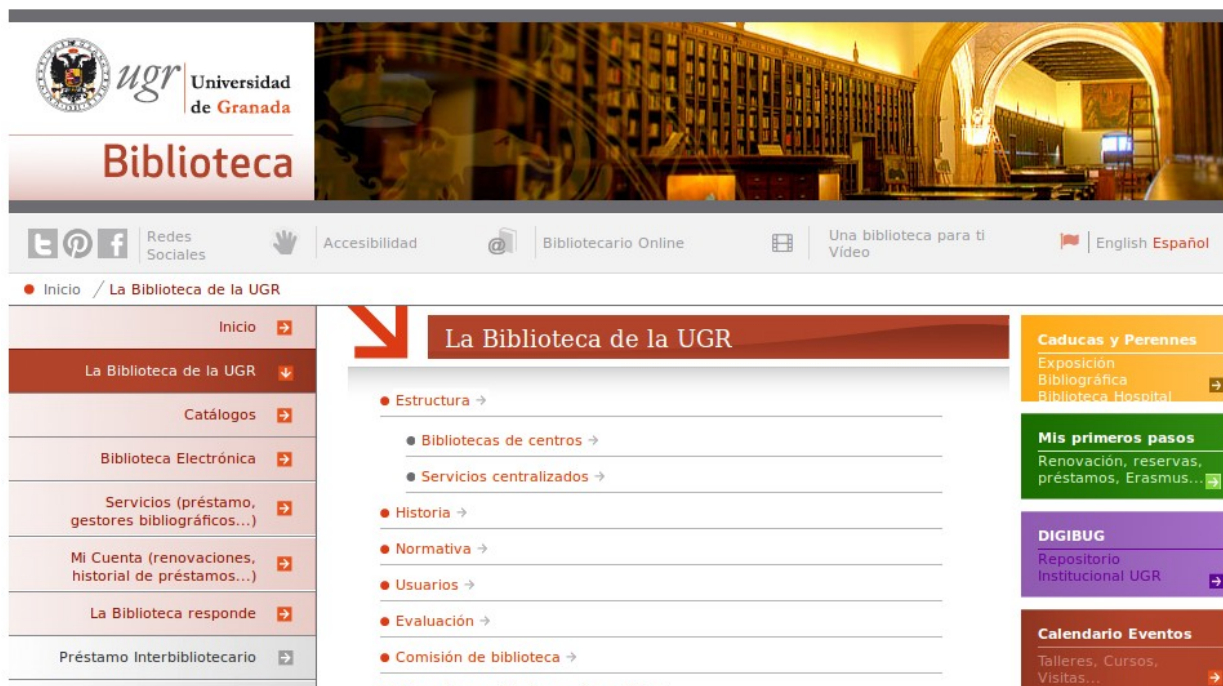 ugr
Universidad
de Granada
Biblioteca
Redes
Sociales
Accesibilidad
Bibliotecario Online
Una biblioteca para ti
Vídeo
English Español
Inicio / La Biblioteca de la UGR
Inicio
La Biblioteca de la UGR
Catálogos
Biblioteca Electrónica
Servicios (préstamo,
gestores bibliográficos...)
Mi Cuenta (renovaciones,
historial de préstamos...)
La Biblioteca responde
Préstamo Interbibliotecario
La Biblioteca de la UGR
Estructura
Bibliotecas de centros
Servicios centralizados
Historia
Normativa
Usuarios
Evaluación
Comisión de biblioteca
Caducas y Perennes
Exposición
Bibliográfica
Biblioteca Hospital
Mis primeros pasos
Renovación, reservas,
préstamos, Erasmus...
DIGIBUG
Repositorio
Institucional UGR
Calendario Eventos
Talleres, Cursos,
Visitas...